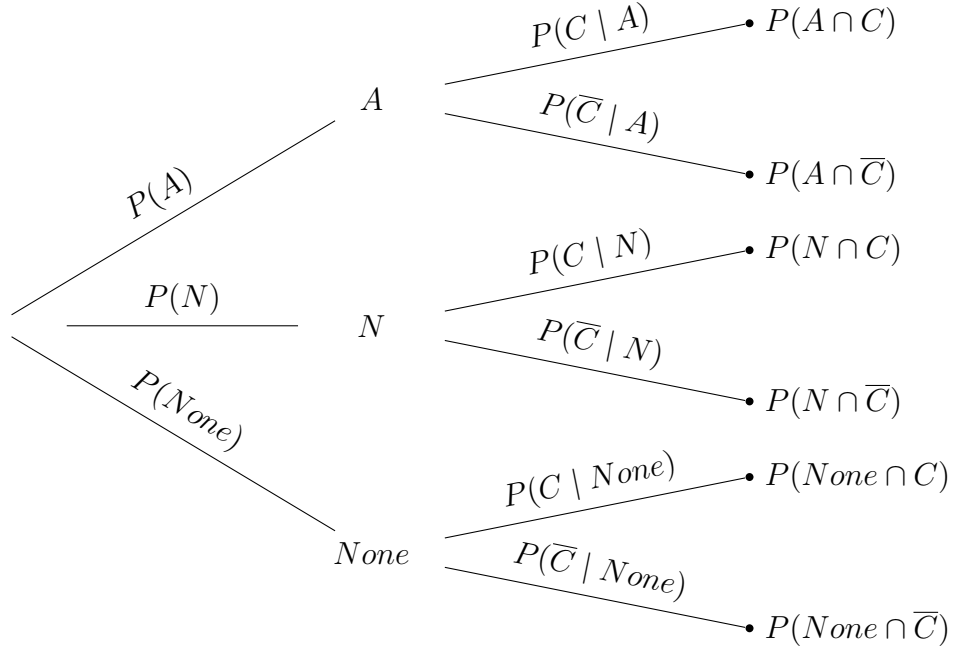 P(C | A)
P(A ∩ C)
A
P(C̅ | A)
P(A ∩ C̅)
P(A)
P(C | N)
P(N ∩ C)
P(N)
N
P(C̅ | N)
P(N ∩ C̅)
P(None)
P(C | None)
P(None ∩ C)
None
P(C̅ | None)
P(None ∩ C̅)